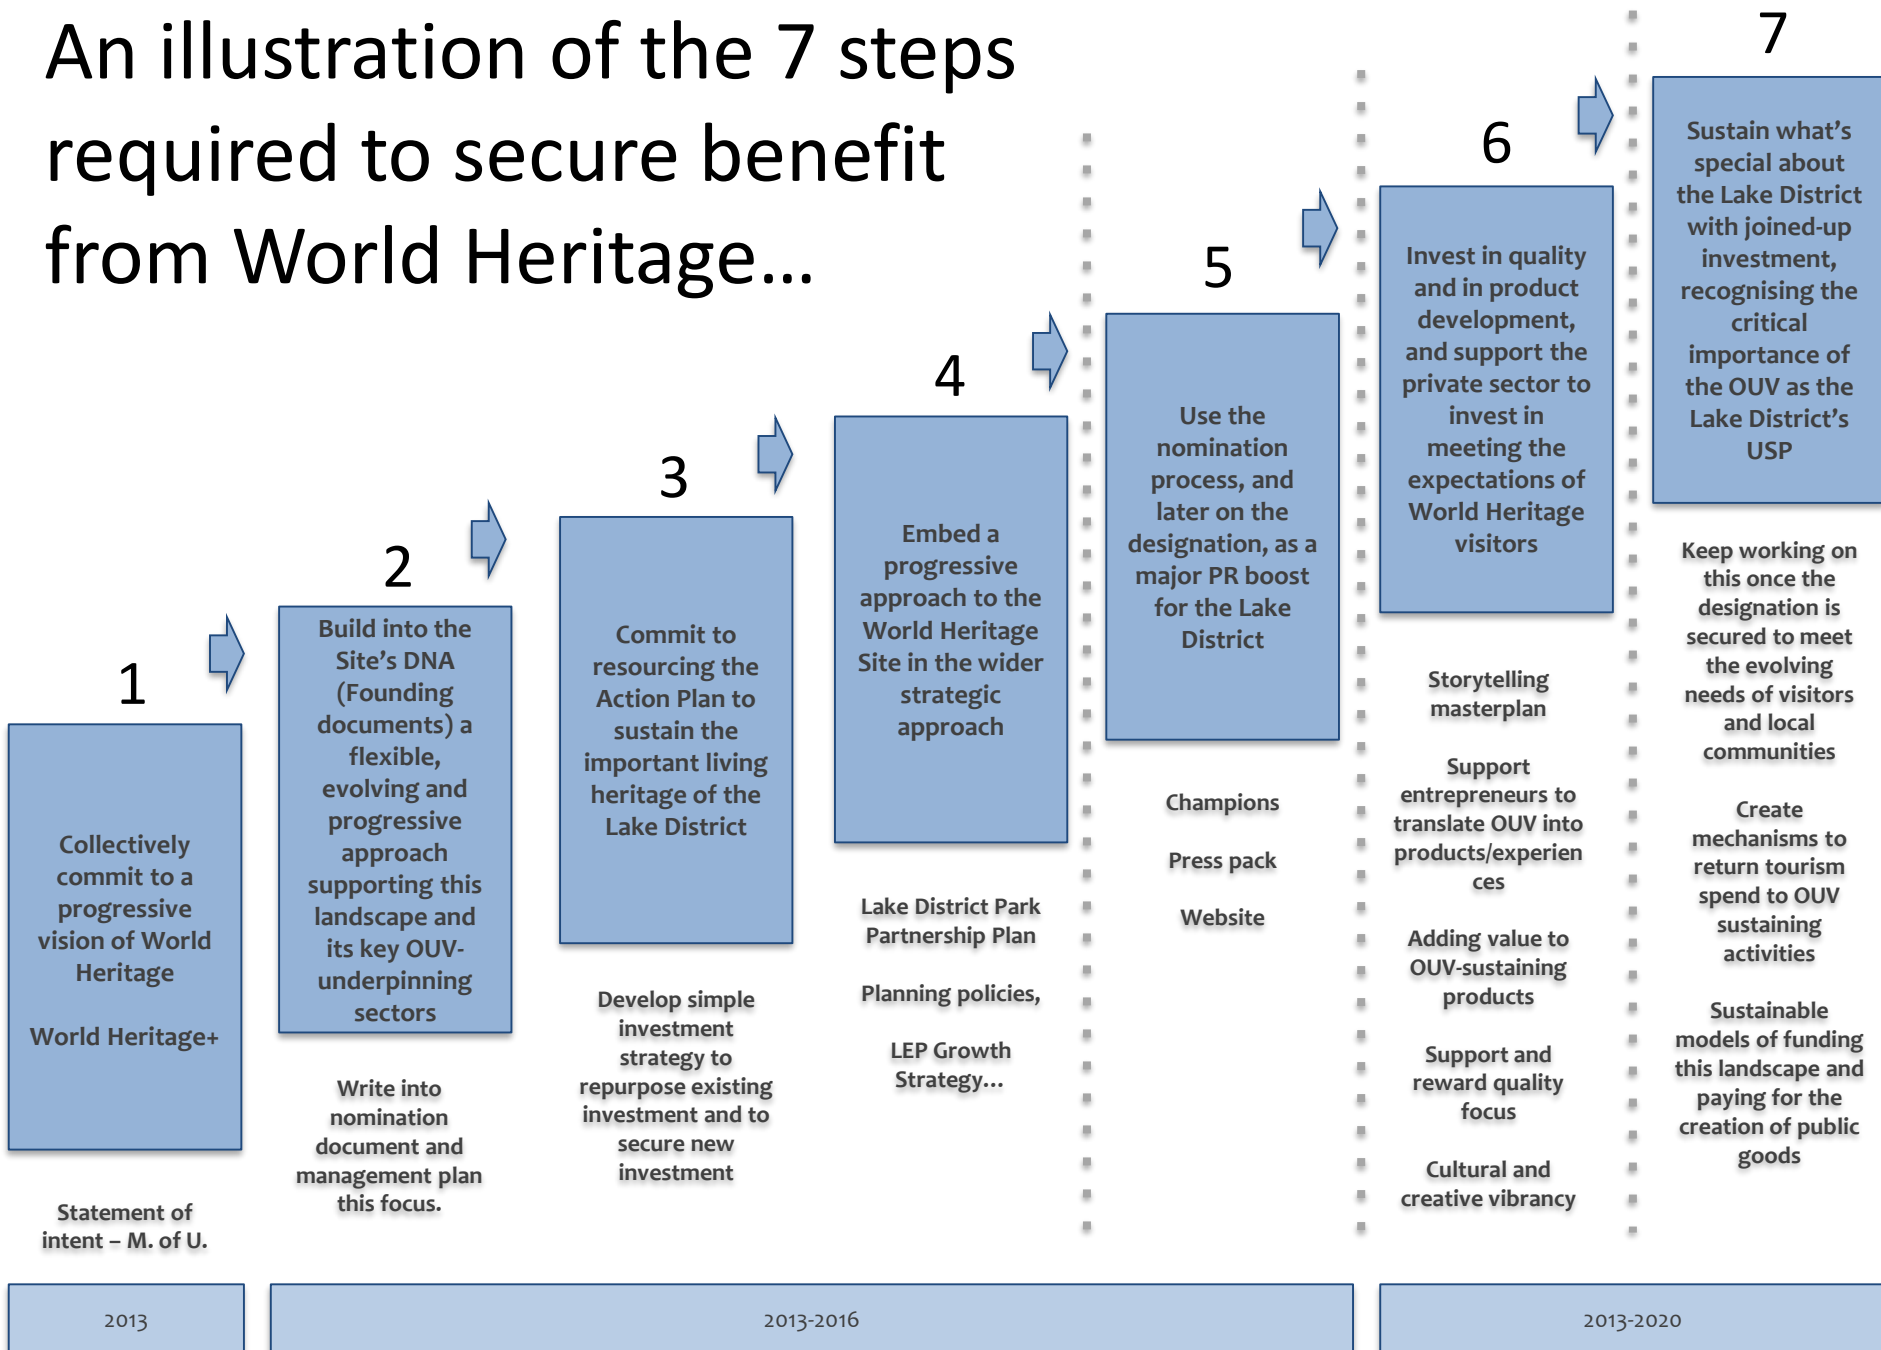 An illustration of the 7 steps
required to secure benefit
from World Heritage...
1
Collectively
commit to a
progressive
vision of World
Heritage
World Heritage+
Statement of
intent – M. of U.
2
Build into the
Site's DNA
(Founding
documents) a
flexible,
evolving and
progressive
approach
supporting this
landscape and
its key OUV-
underpinning
sectors
Write into
nomination
document and
management plan
this focus.
3
Commit to
resourcing the
Action Plan to
sustain the
important living
heritage of the
Lake District
Develop simple
investment
strategy to
repurpose existing
investment and to
secure new
investment
4
Embed a
progressive
approach to the
World Heritage
Site in the wider
strategic
approach
Lake District Park
Partnership Plan
Planning policies,
LEP Growth
Strategy...
5
Use the
nomination
process, and
later on the
designation, as a
major PR boost
for the Lake
District
Champions
Press pack
Website
6
Invest in quality
and in product
development,
and support the
private sector to
invest in
meeting the
expectations of
World Heritage
visitors
Storytelling
masterplan
Support
entrepreneurs to
translate OUV into
products/experien
ces
Adding value to
OUV-sustaining
products
Support and
reward quality
focus
Cultural and
creative vibrancy
7
Sustain what's
special about
the Lake District
with joined-up
investment,
recognising the
critical
importance of
the OUV as the
Lake District's
USP
Keep working on
this once the
designation is
secured to meet
the evolving
needs of visitors
and local
communities
Create
mechanisms to
return tourism
spend to OUV
sustaining
activities
Sustainable
models of funding
this landscape and
paying for the
creation of public
goods
2013
2013-2016
2013-2020